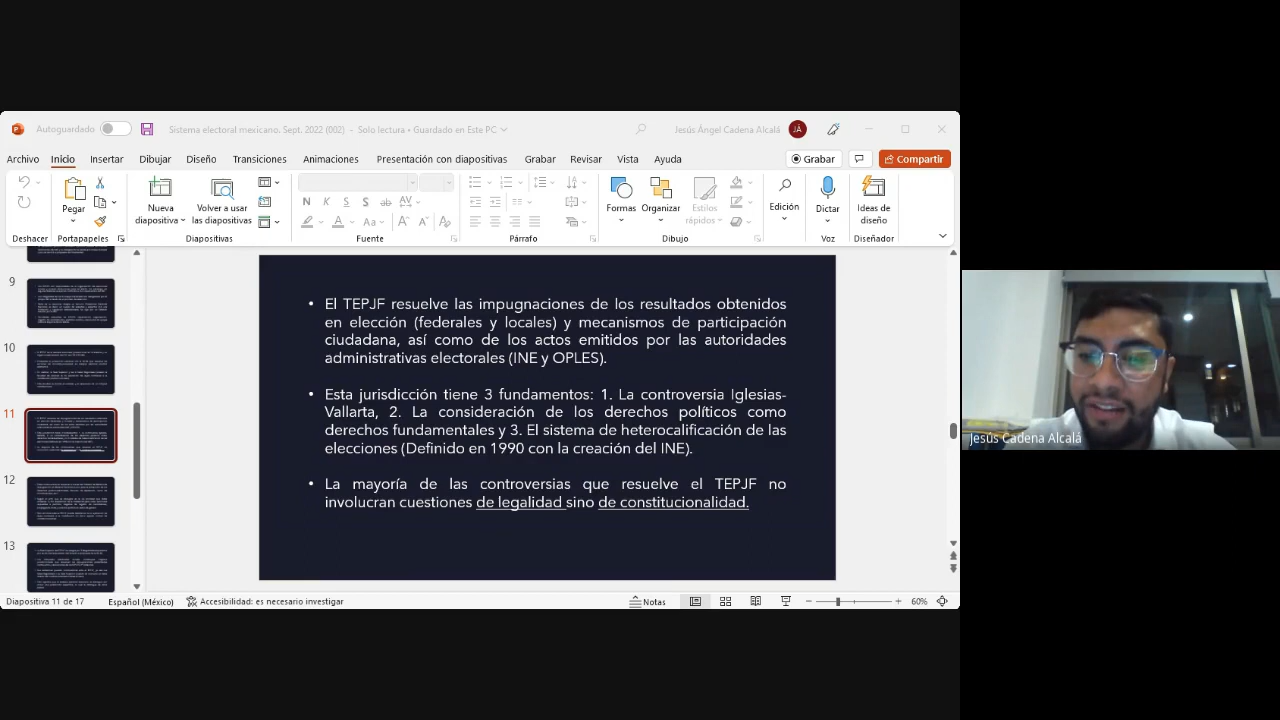 Autoguardado
Sistema electoral mexicano. Sept. 2022 (002) - Solo lectura • Guardado en Este PC
Jesús Ángel Cadena Alcalá
JÁ
Archivo Inicio Insertar Dibujar Diseño Transiciones Animaciones Presentación con diapositivas Grabar Revisar Vista Ayuda
Grabar
Compartir
Pegar
Nueva diapositiva
Volver a usar las diapositivas
N K S ab AV
Aa A A
Formas
Organizar
Estilos rápidos
Edición
Dictar
Ideas de diseño
Deshacer Portapapeles Diapositivas Fuente Párrafo Dibujo Voz Diseñador
9
10
11
12
13
• El TEPJF resuelve las impugnaciones de los resultados obtenidos
en elección (federales y locales) y mecanismos de participación
ciudadana, así como de los actos emitidos por las autoridades
administrativas electorales (INE y OPLES).
• Esta jurisdicción tiene 3 fundamentos: 1. La controversia Iglesias-
Vallarta, 2. La consideración de los derechos políticos como
derechos fundamentales y 3. El sistema de heterocalificación de las
elecciones (Definido en 1990 con la creación del INE).
• La mayoría de las controversias que resuelve el TEPJF no
involucran cuestiones de legalidad sino de constitucionalidad.
Jesús Cadena Alcalá
Diapositiva 11 de 17
Español (México)
Accesibilidad: es necesario investigar
Notas
60%